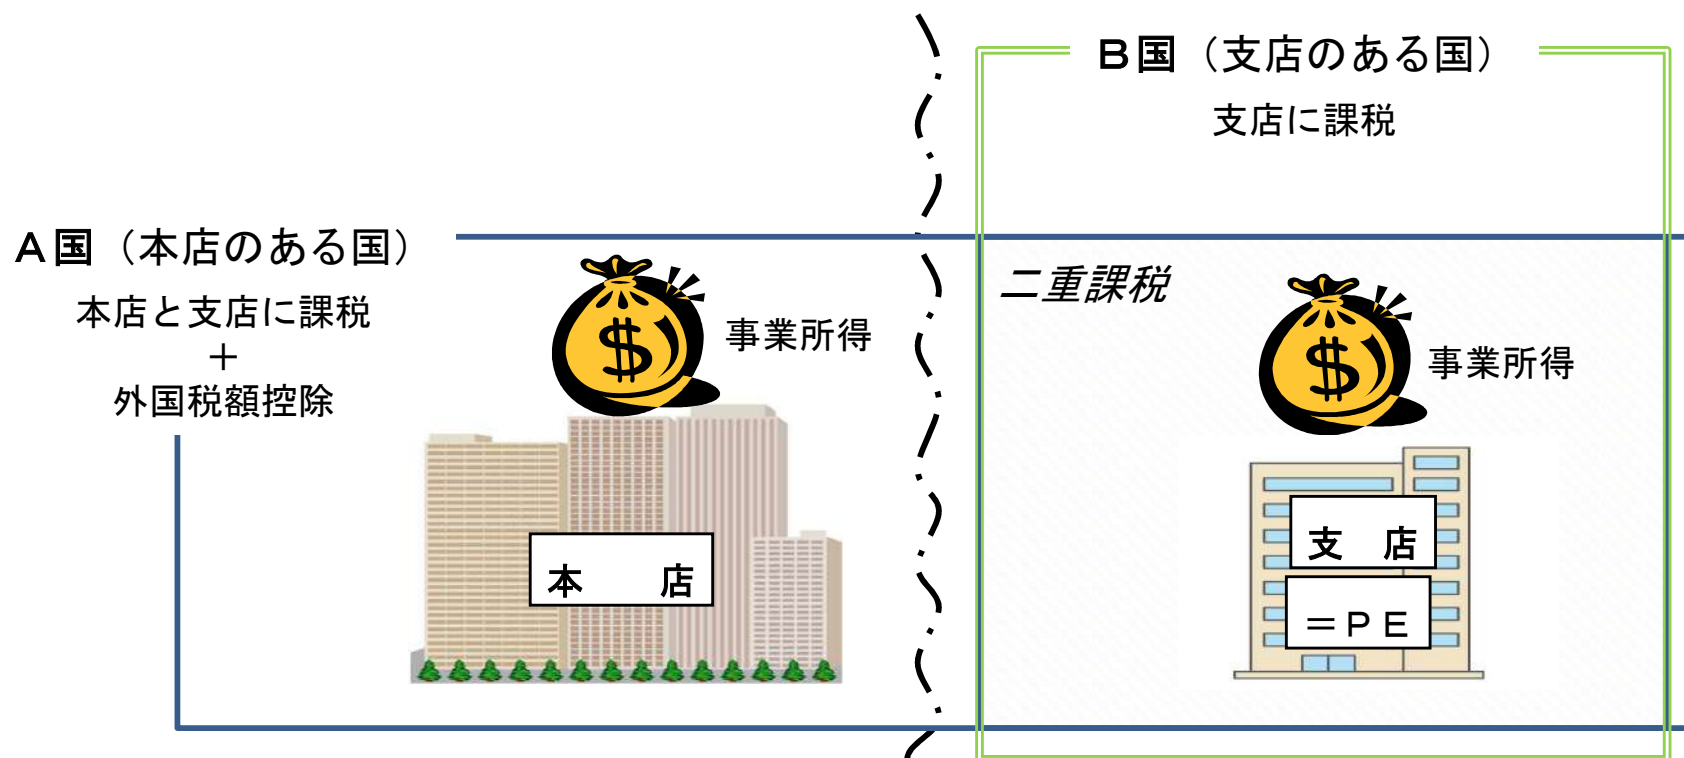 B国（支店のある国）
支店に課税
A国（本店のある国）
本店と支店に課税
＋
外国税額控除
事業所得
本　　店
二重課税
事業所得
支　店
＝ＰＥ